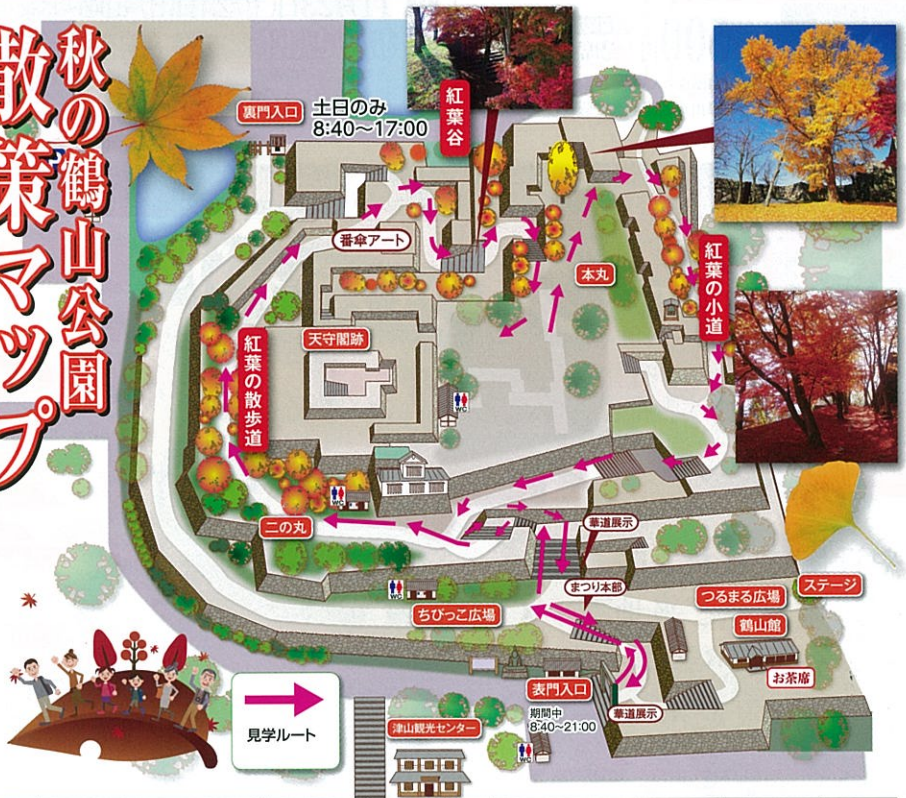 秋の鶴山公園
散策マップ
裏門入口
土日のみ
8:40～17:00
紅葉谷
番傘アート
本丸
紅葉の小道
天守閣跡
紅葉の散歩道
WC
WC
二の丸
華道展示
WC
まつり本部
ちびっこ広場
つるまる広場
ステージ
鶴山館
お茶席
表門入口
期間中
8:40～21:00
華道展示
見学ルート
津山観光センター
WC